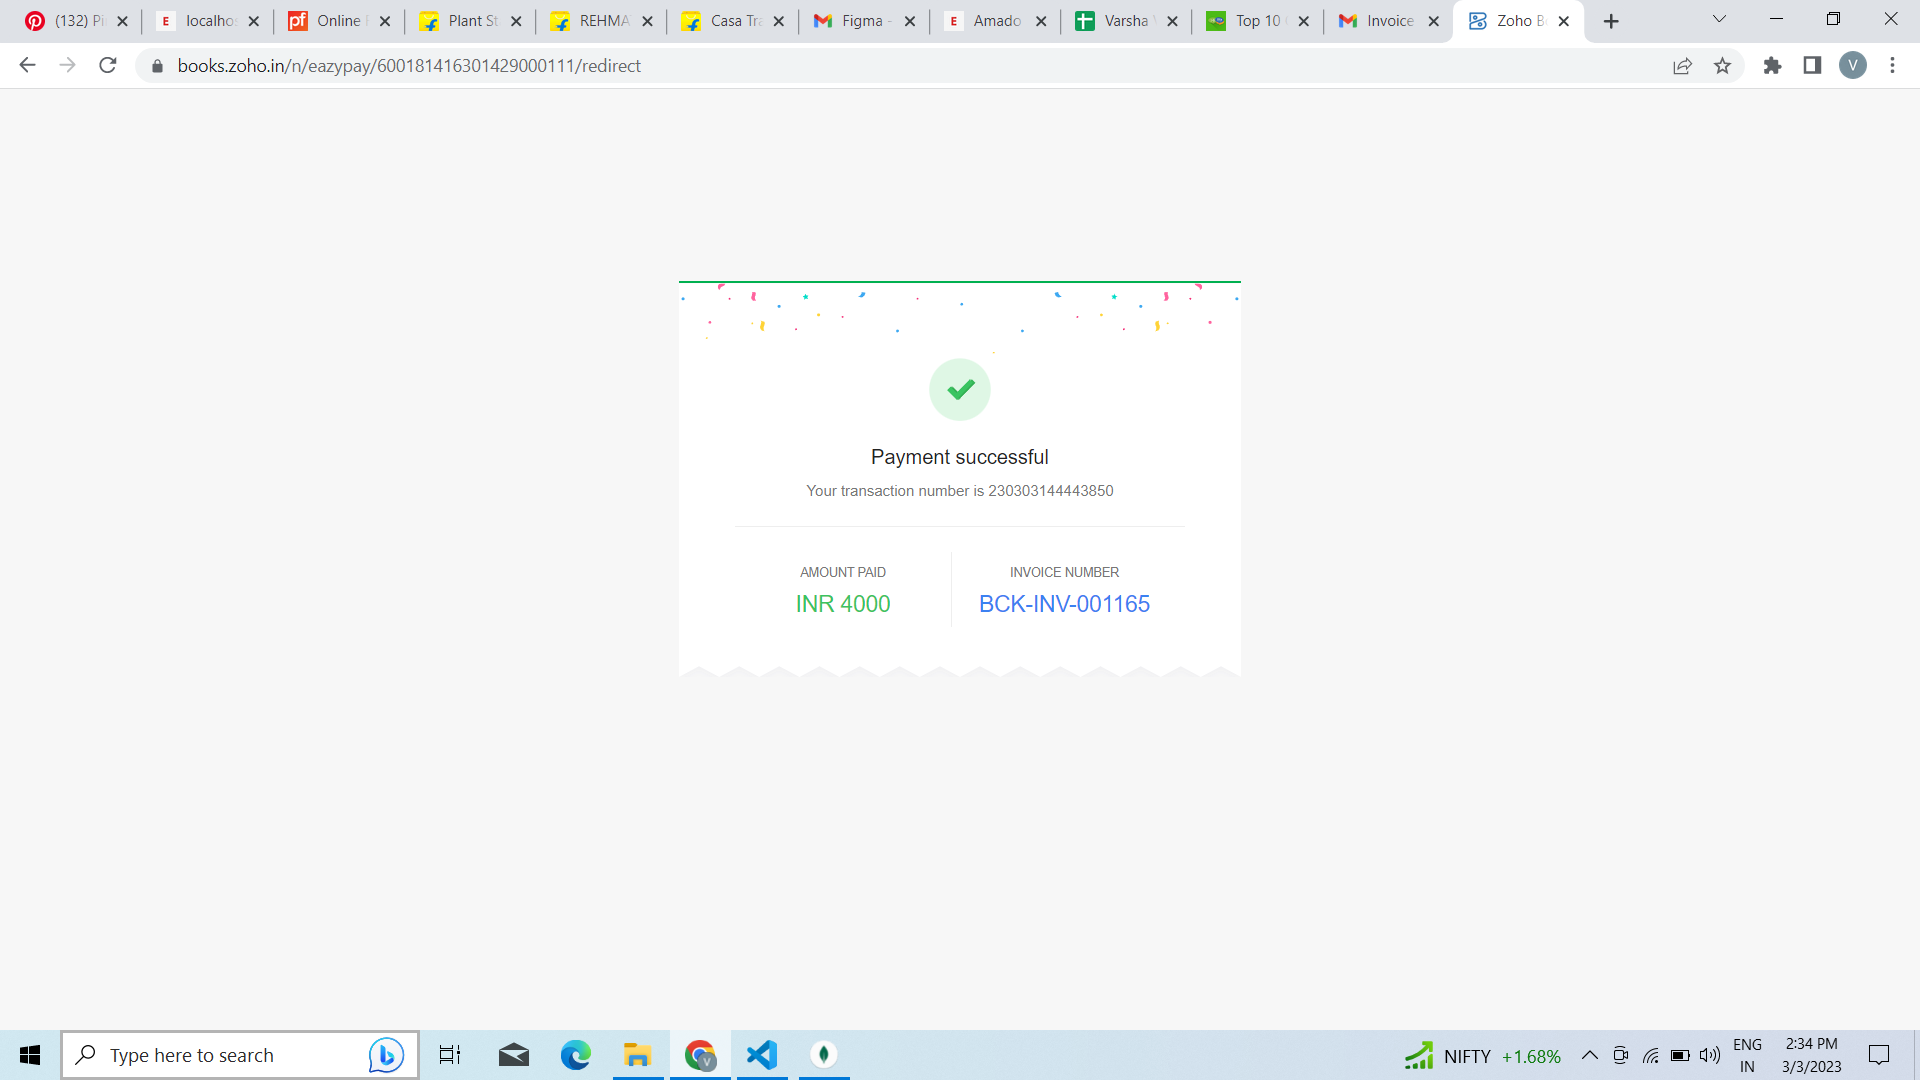 (132) Pi
localho
Online
Plant St
REHMA
Casa Tra
Figma -
Amado
Varsha
Top 10
Invoice
Zoho B
books.zoho.in/n/eazypay/600181416301429000111/redirect
V
Payment successful
Your transaction number is 230303144443850
AMOUNT PAID
INVOICE NUMBER
INR 4000
BCK-INV-001165
Type here to search
NIFTY +1.68%
ENG
IN
2:34 PM
3/3/2023